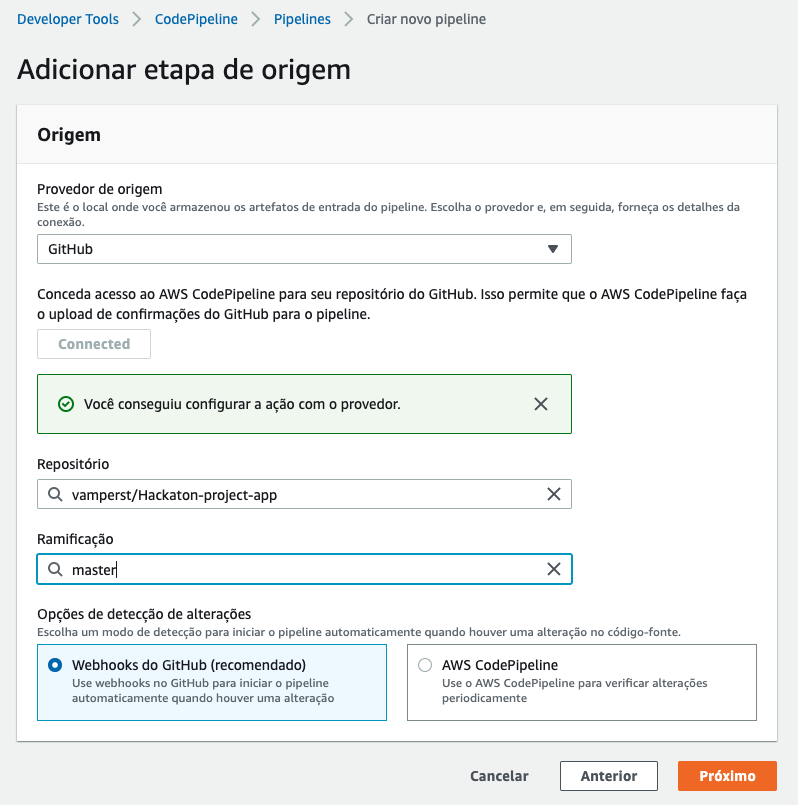 Developer Tools > CodePipeline > Pipelines > Criar novo pipeline
Adicionar etapa de origem
Origem
Provedor de origem
Este é o local onde você armazenou os artefatos de entrada do pipeline. Escolha o provedor e, em seguida, forneça os detalhes da
conexão.
GitHub
Conceda acesso ao AWS CodePipeline para seu repositório do GitHub. Isso permite que o AWS CodePipeline faça
o upload de confirmações do GitHub para o pipeline.
Connected
Você conseguiu configurar a ação com o provedor.
Repositório
vamperst/Hackaton-project-app
Ramificação
master
Opções de detecção de alterações
Escolha um modo de detecção para iniciar o pipeline automaticamente quando houver uma alteração no código-fonte.
Webhooks do GitHub (recomendado)
Use webhooks no GitHub para iniciar o pipeline
automaticamente quando houver uma alteração
AWS CodePipeline
Use o AWS CodePipeline para verificar alterações
periodicamente
Cancelar
Anterior
Próximo